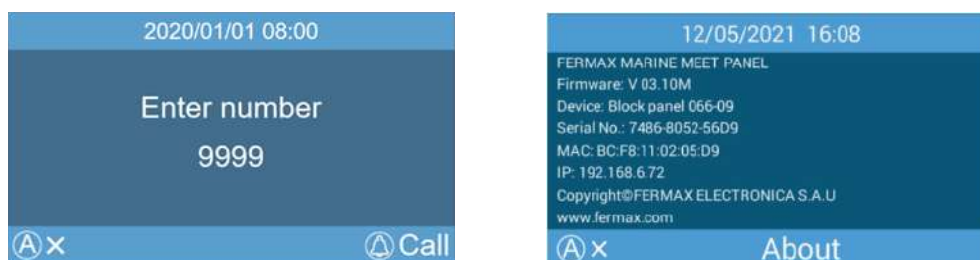 2020/01/01 08:00
Enter number
9999
A × Call
12/05/2021 16:08
FERMAX MARINE MEET PANEL
Firmware: V 03.10M
Device: Block panel 066-09
Serial No.: 7486-8052-56D9
MAC: BC:F8:11:02:05:D9
IP: 192.168.6.72
Copyright©FERMAX ELECTRONICA S.A.U
www.fermax.com
A × About